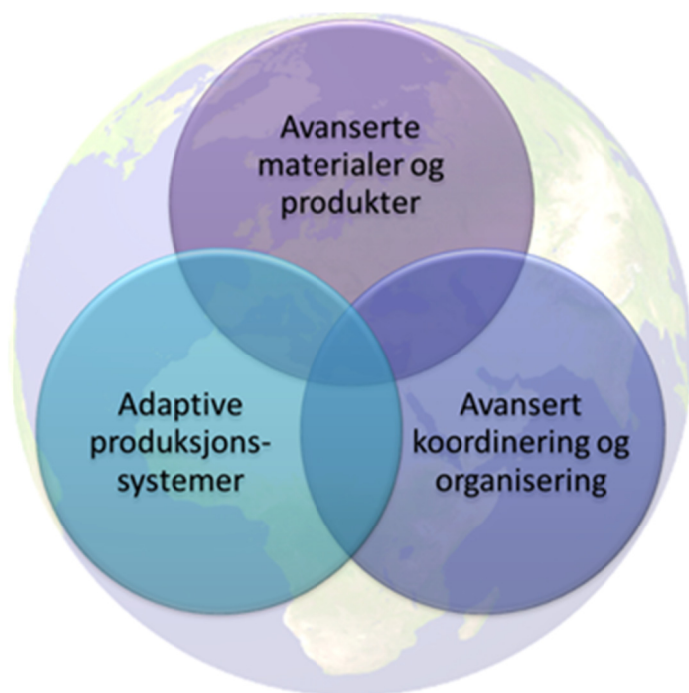 Avanserte
materialer og
produkter
Adaptive
produksjons-
systemer
Avansert
koordinering og
organisering